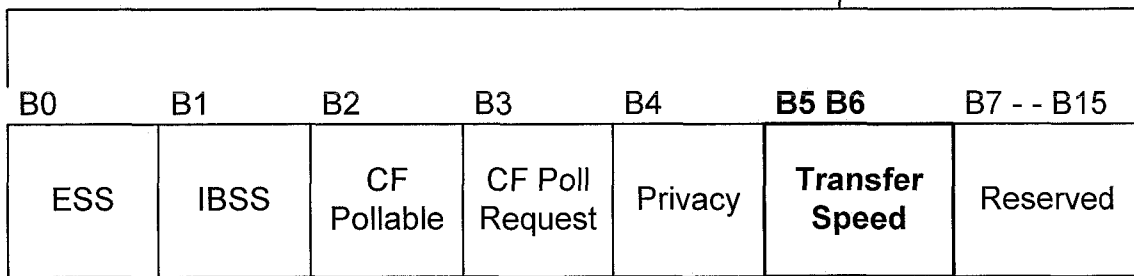 B0 B1 B2 B3 B4 B5 B6 B7 - - B15
ESS IBSS CF Pollable CF Poll Request Privacy Transfer Speed Reserved